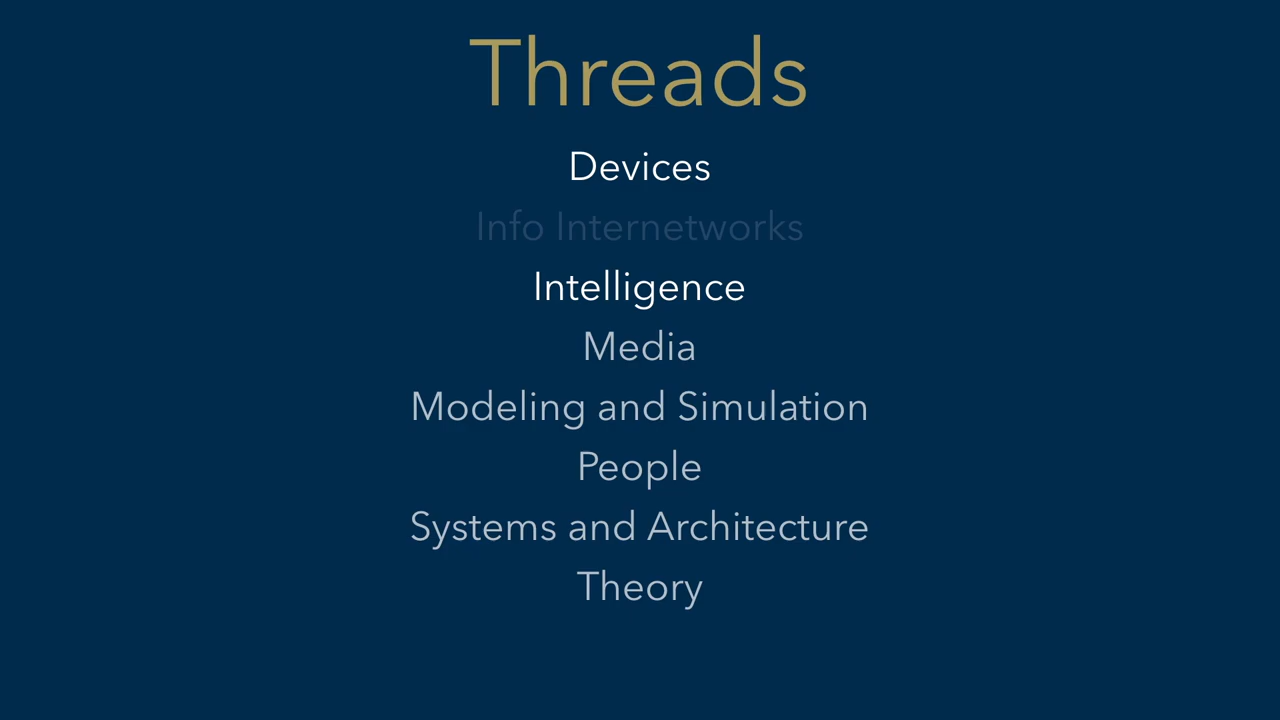 Threads
Devices
Info Internetworks
Intelligence
Media
Modeling and Simulation
People
Systems and Architecture
Theory